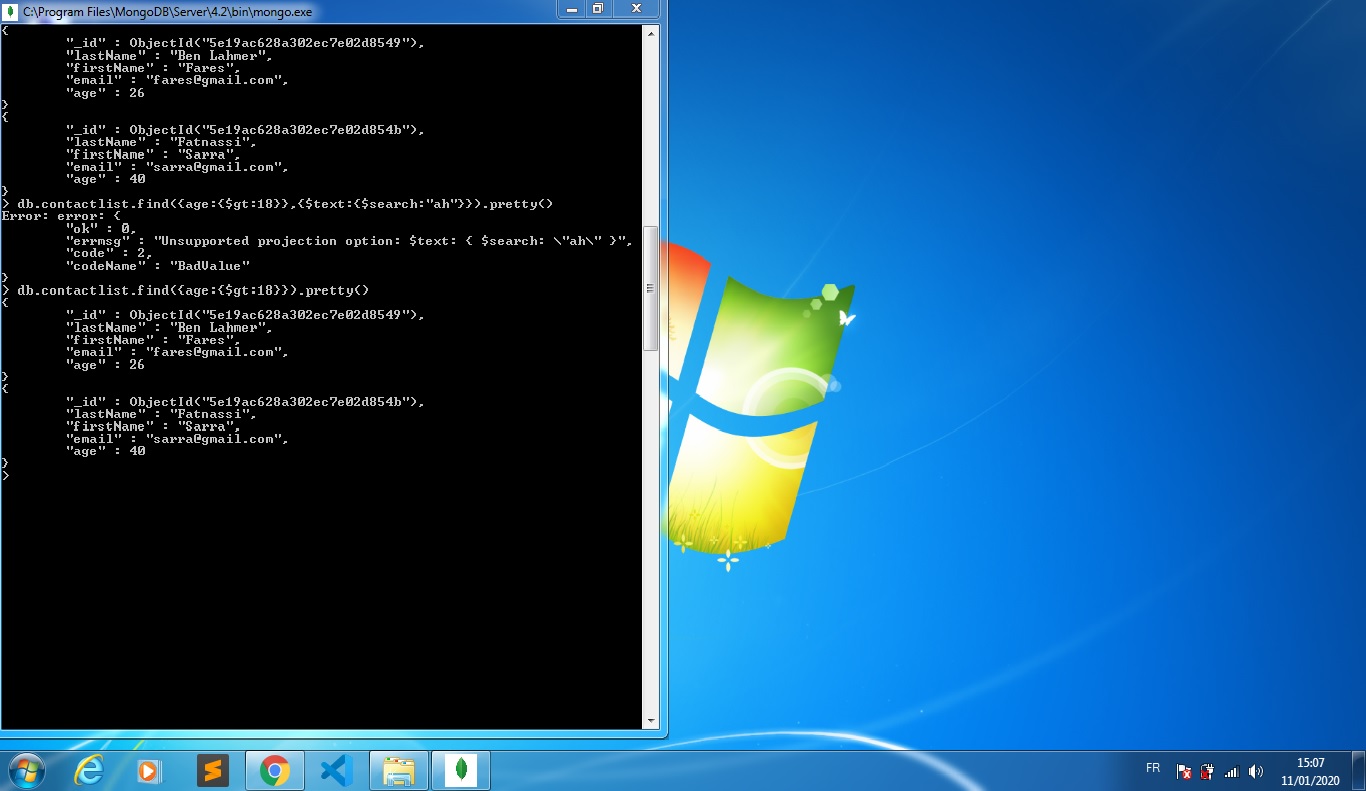 C:\Program Files\MongoDB\Server\4.2\bin\mongo.exe
{
"_id" : ObjectId("5e19ac628a302ec7e02d8549"),
"lastName" : "Ben Lahmer",
"firstName" : "Fares",
"email" : "fares@gmail.com",
"age" : 26
}
{
"_id" : ObjectId("5e19ac628a302ec7e02d854b"),
"lastName" : "Fatnassi",
"firstName" : "Sarra",
"email" : "sarra@gmail.com",
"age" : 40
}
> db.contactlist.find({age:{$gt:18}},{$text:{$search:"ah"}}).pretty()
Error: error: {
"ok" : 0,
"errmsg" : "Unsupported projection option: $text: { $search: \"ah\" }",
"code" : 2,
"codeName" : "BadValue"
}
> db.contactlist.find({age:{$gt:18}}).pretty()
{
"_id" : ObjectId("5e19ac628a302ec7e02d8549"),
"lastName" : "Ben Lahmer",
"firstName" : "Fares",
"email" : "fares@gmail.com",
"age" : 26
}
{
"_id" : ObjectId("5e19ac628a302ec7e02d854b"),
"lastName" : "Fatnassi",
"firstName" : "Sarra",
"email" : "sarra@gmail.com",
"age" : 40
}
>
FR
15:07
11/01/2020